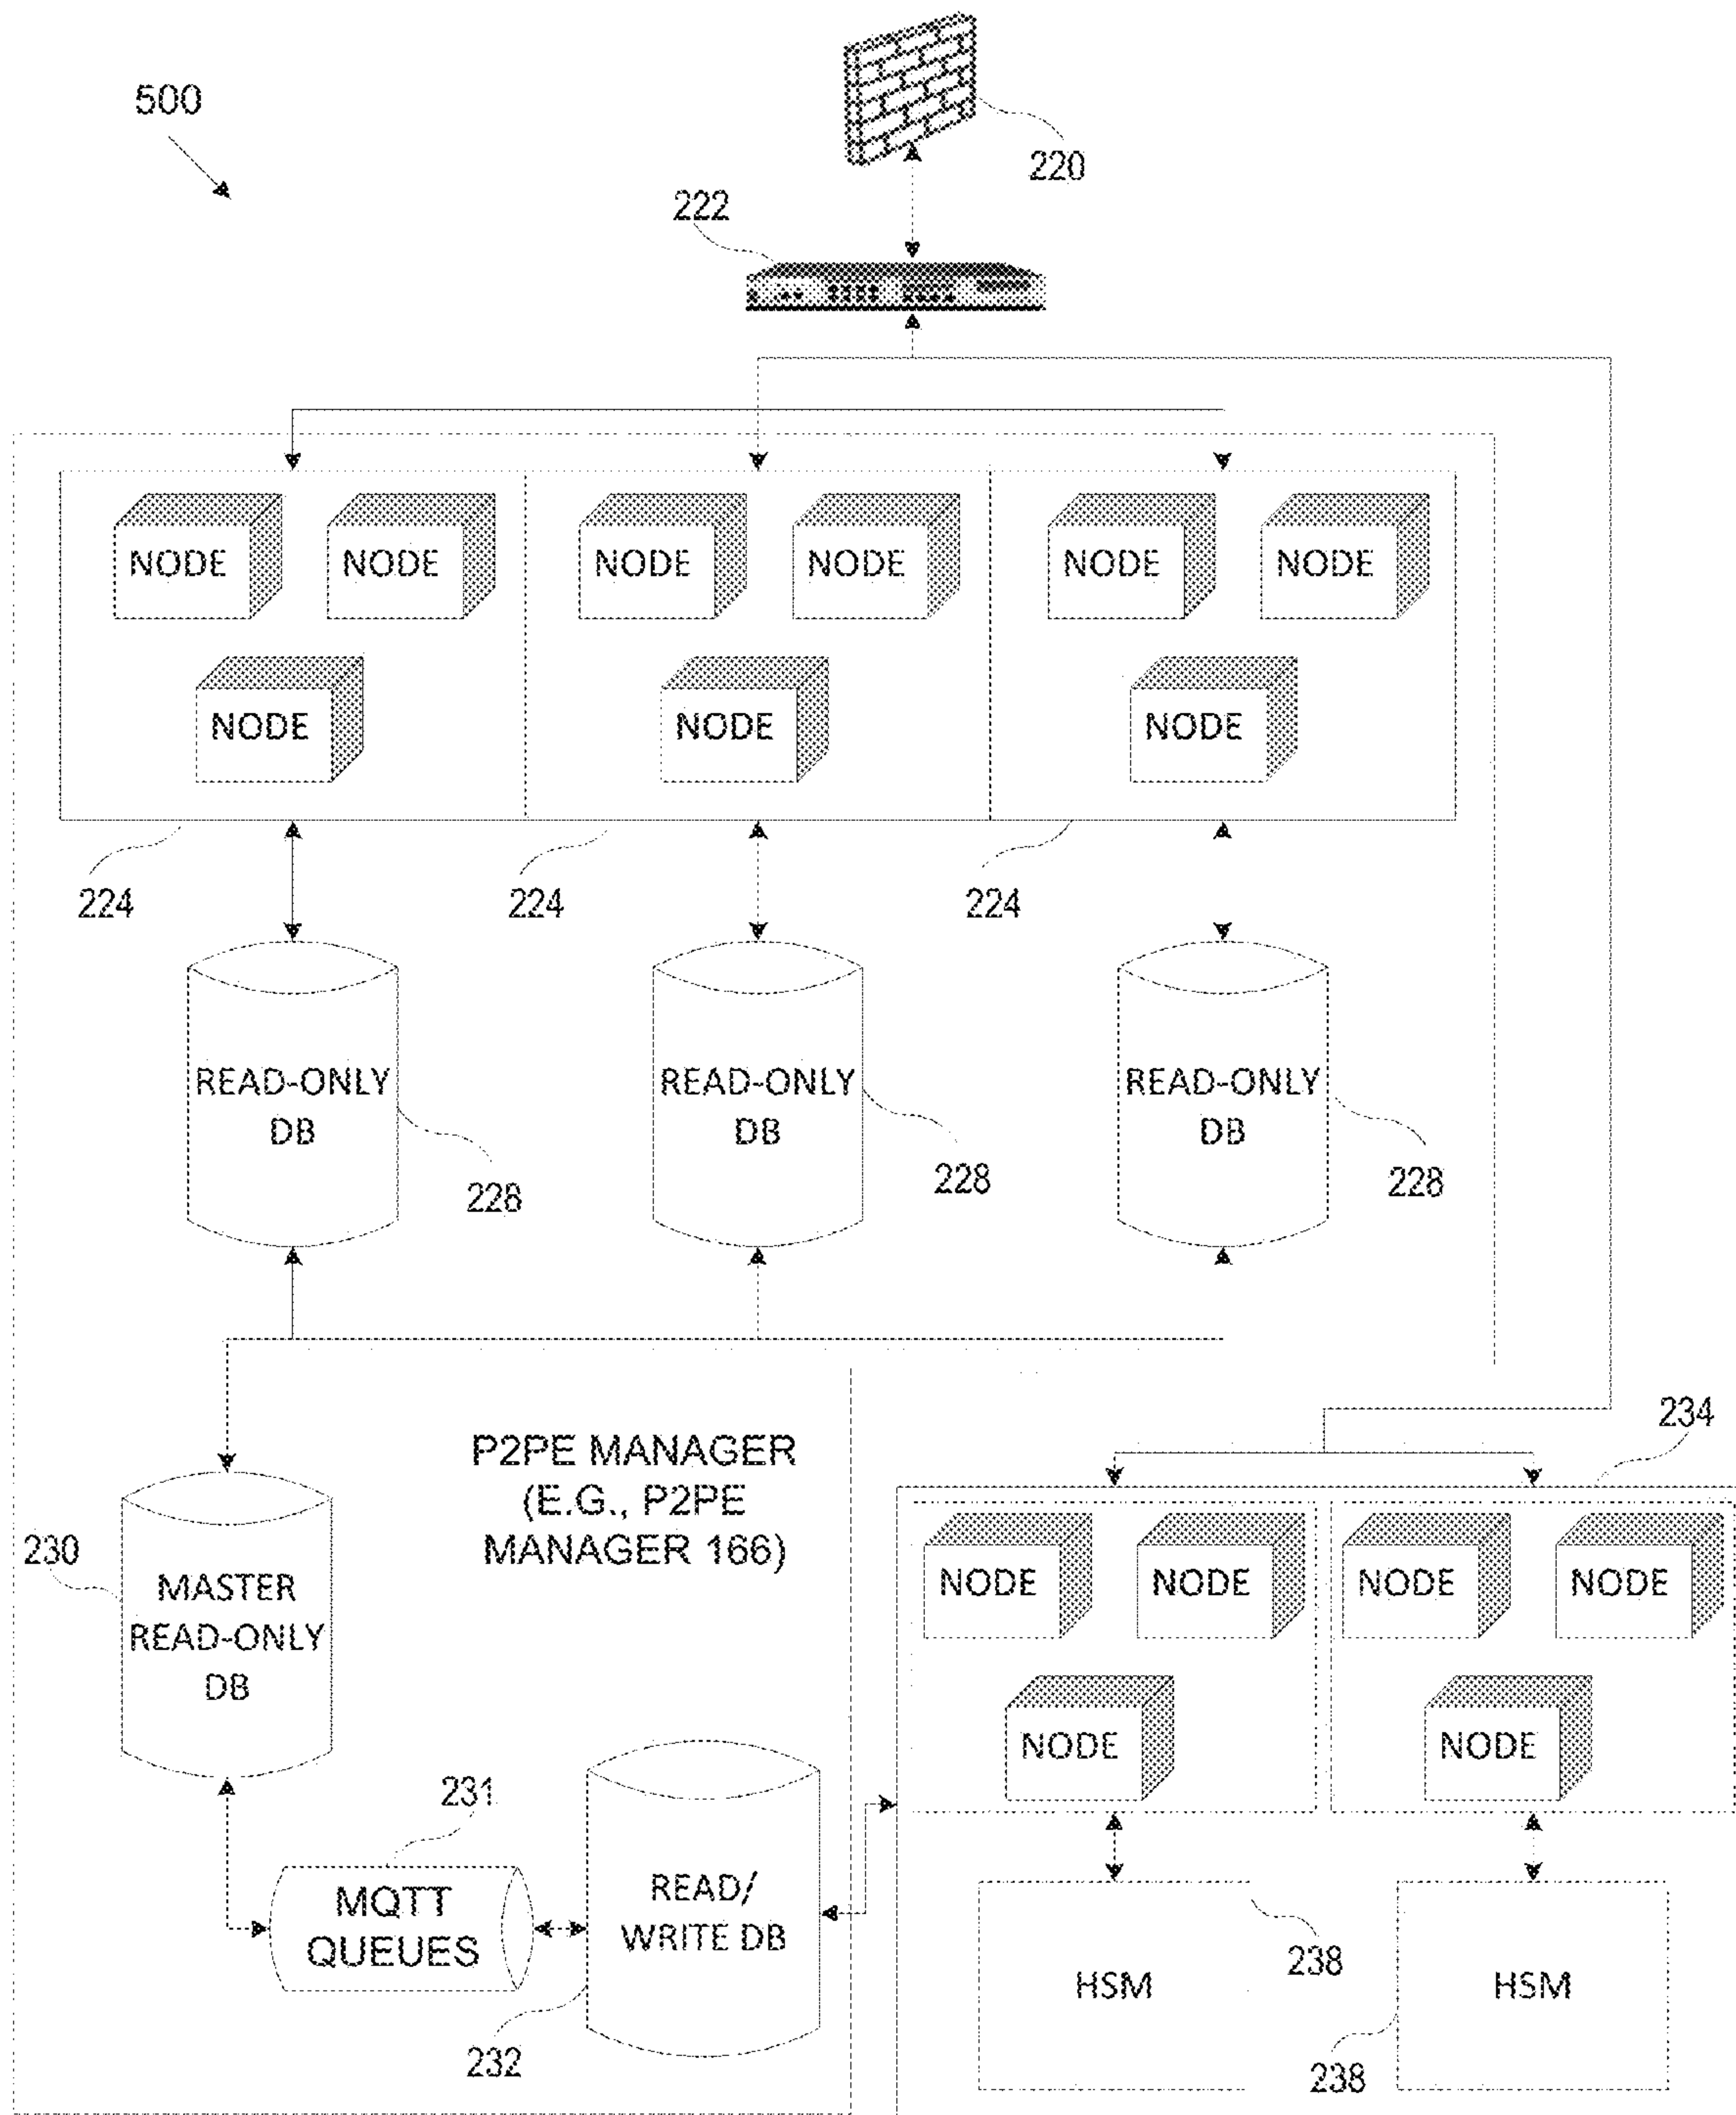 500
220
222
NODE NODE NODE NODE NODE NODE
NODE NODE NODE
224 224 224
READ-ONLY
DB
READ-ONLY
DB
READ-ONLY
DB
228 228 228
P2PE MANAGER
(E.G., P2PE
MANAGER 166)
234
230
MASTER
READ-ONLY
DB
NODE NODE NODE NODE
NODE NODE
231
MQTT
QUEUES
READ/
WRITE DB
232
HSM
238
HSM
238